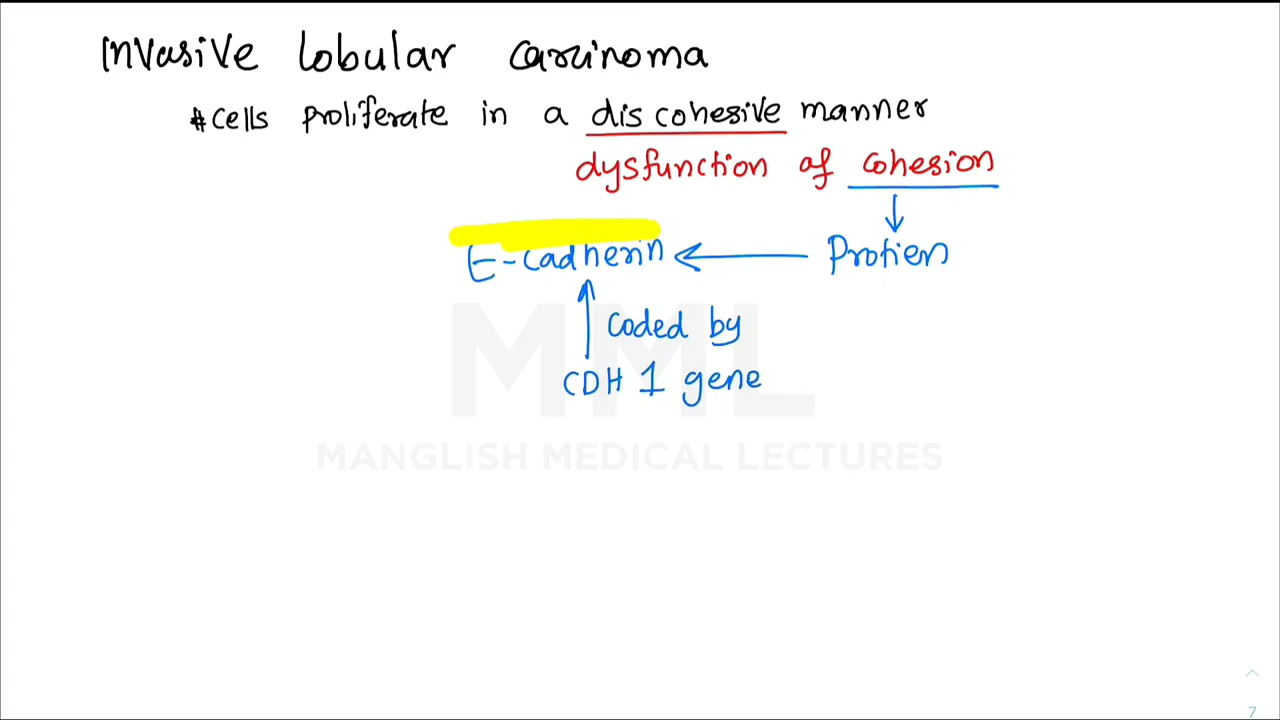 Invasive lobular carcinoma
# cells proliferate in a discohesive manner
dysfunction of cohesion
E-cadherin ← Protien
coded by
CDH 1 gene
MML
MANGLISH MEDICAL LECTURES
7